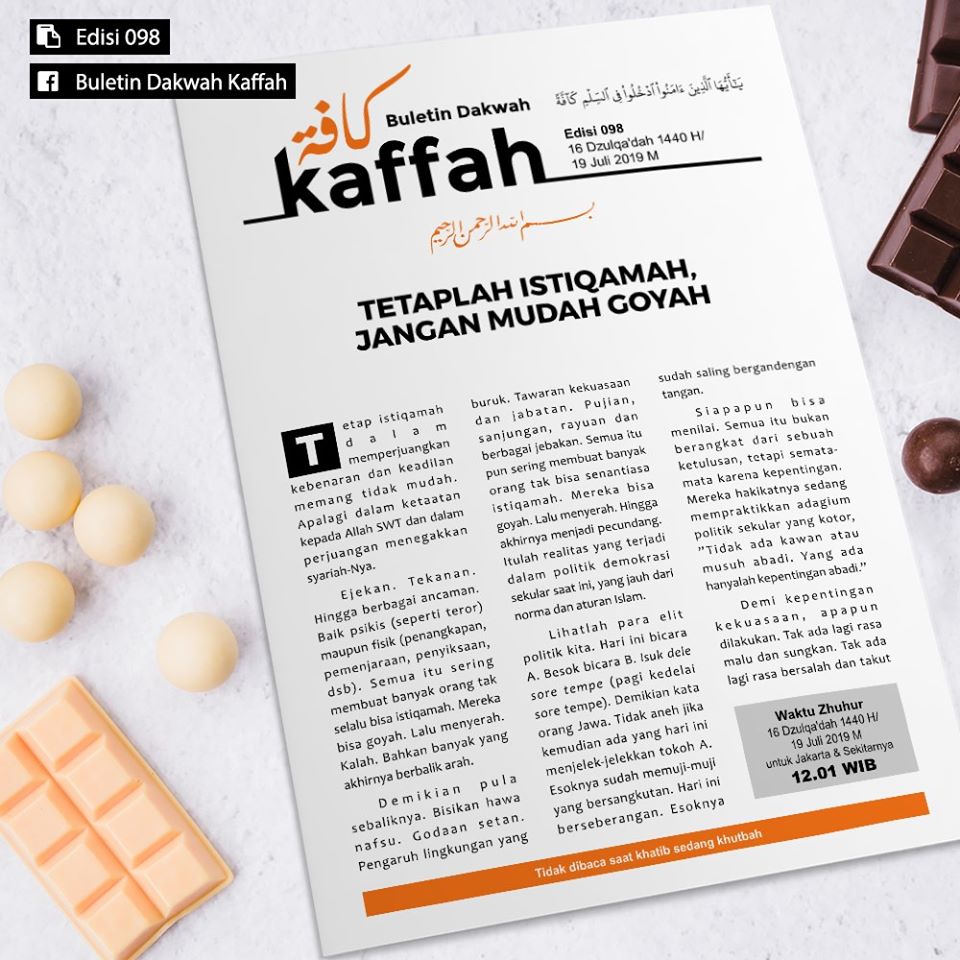 Edisi 098
Buletin Dakwah Kaffah
كافة
Buletin Dakwah
kaffah
يَٰٓأَيُّهَا ٱلَّذِينَ ءَامَنُوا۟ ٱدْخُلُوا۟ فِى ٱلسِّلْمِ كَآفَّةً
Edisi 098
16 Dzulqa'dah 1440 H/
19 Juli 2019 M
بسم الله الرحمن الرحيم
TETAPLAH ISTIQAMAH,
JANGAN MUDAH GOYAH
Tetap istiqamah
dalam
memperjuangkan
kebenaran dan keadilan
memang tidak mudah.
Apalagi dalam ketaatan
kepada Allah SWT dan dalam
perjuangan menegakkan
syariah-Nya.
Ejekan. Tekanan.
Hingga berbagai ancaman.
Baik psikis (seperti teror)
maupun fisik (penangkapan,
pemenjaraan, penyiksaan,
dsb). Semua itu sering
membuat banyak orang tak
selalu bisa istiqamah. Mereka
bisa goyah. Lalu menyerah.
Kalah. Bahkan banyak yang
akhirnya berbalik arah.
Demikian pula
sebaliknya. Bisikan hawa
nafsu. Godaan setan.
Pengaruh lingkungan yang
buruk. Tawaran kekuasaan
dan jabatan. Pujian,
sanjungan, rayuan dan
berbagai jebakan. Semua itu
pun sering membuat banyak
orang tak bisa senantiasa
istiqamah. Mereka bisa
goyah. Lalu menyerah. Hingga
akhirnya menjadi pecundang.
Itulah realitas yang terjadi
dalam politik demokrasi
sekular saat ini, yang jauh dari
norma dan aturan Islam.
Lihatlah para elit
politik kita. Hari ini bicara
A. Besok bicara B. Isuk dele
sore tempe (pagi kedelai
sore tempe). Demikian kata
orang Jawa. Tidak aneh jika
kemudian ada yang hari ini
menjelek-jelekkan tokoh A.
Esoknya sudah memuji-muji
yang bersangkutan. Hari ini
berseberangan. Esoknya
sudah saling bergandengan
tangan.
Siapapun bisa
menilai. Semua itu bukan
berangkat dari sebuah
ketulusan, tetapi semata-
mata karena kepentingan.
Mereka hakikatnya sedang
mempraktikkan adagium
politik sekular yang kotor,
”Tidak ada kawan atau
musuh abadi. Yang ada
hanyalah kepentingan abadi.”
Demi kepentingan
kekuasaan, apapun
dilakukan. Tak ada lagi rasa
malu dan sungkan. Tak ada
lagi rasa bersalah dan takut
Waktu Zhuhur
16 Dzulqa'dah 1440 H/
19 Juli 2019 M
untuk Jakarta & Sekitarnya
12.01 WIB
Tidak dibaca saat khatib sedang khutbah